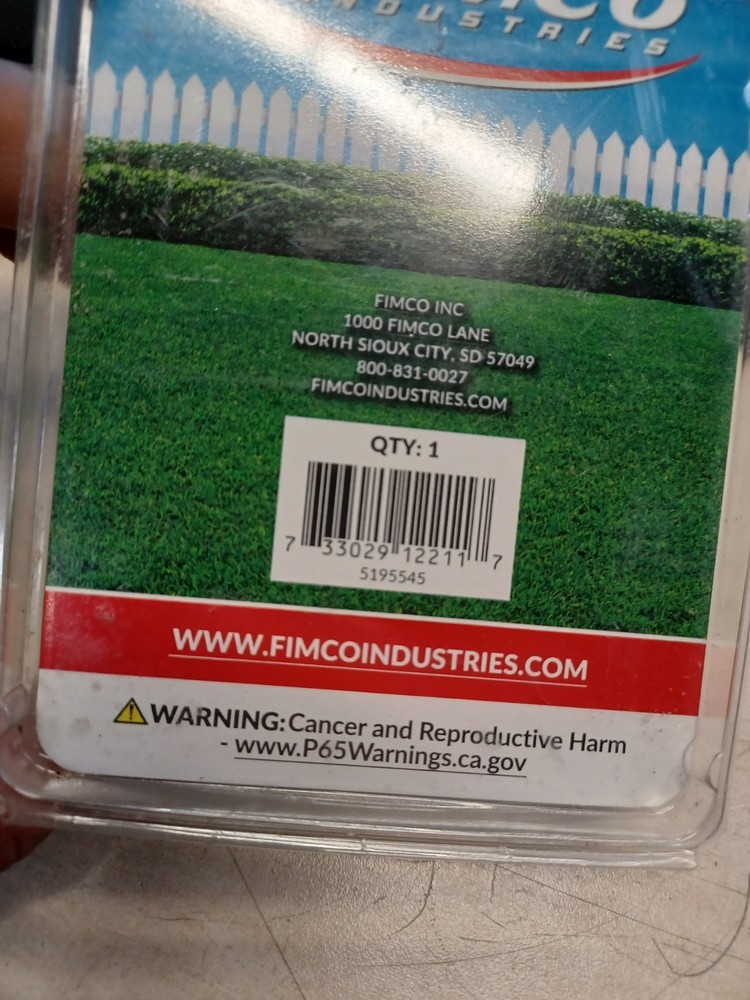 INDUSTRIES
FIMCO INC
1000 FIMCO LANE
NORTH SIOUX CITY, SD 57049
800-831-0027
FIMCOINDUSTRIES.COM
QTY: 1
7 33029 12211 7
5195545
WWW.FIMCOINDUSTRIES.COM
WARNING: Cancer and Reproductive Harm
- www.P65Warnings.ca.gov